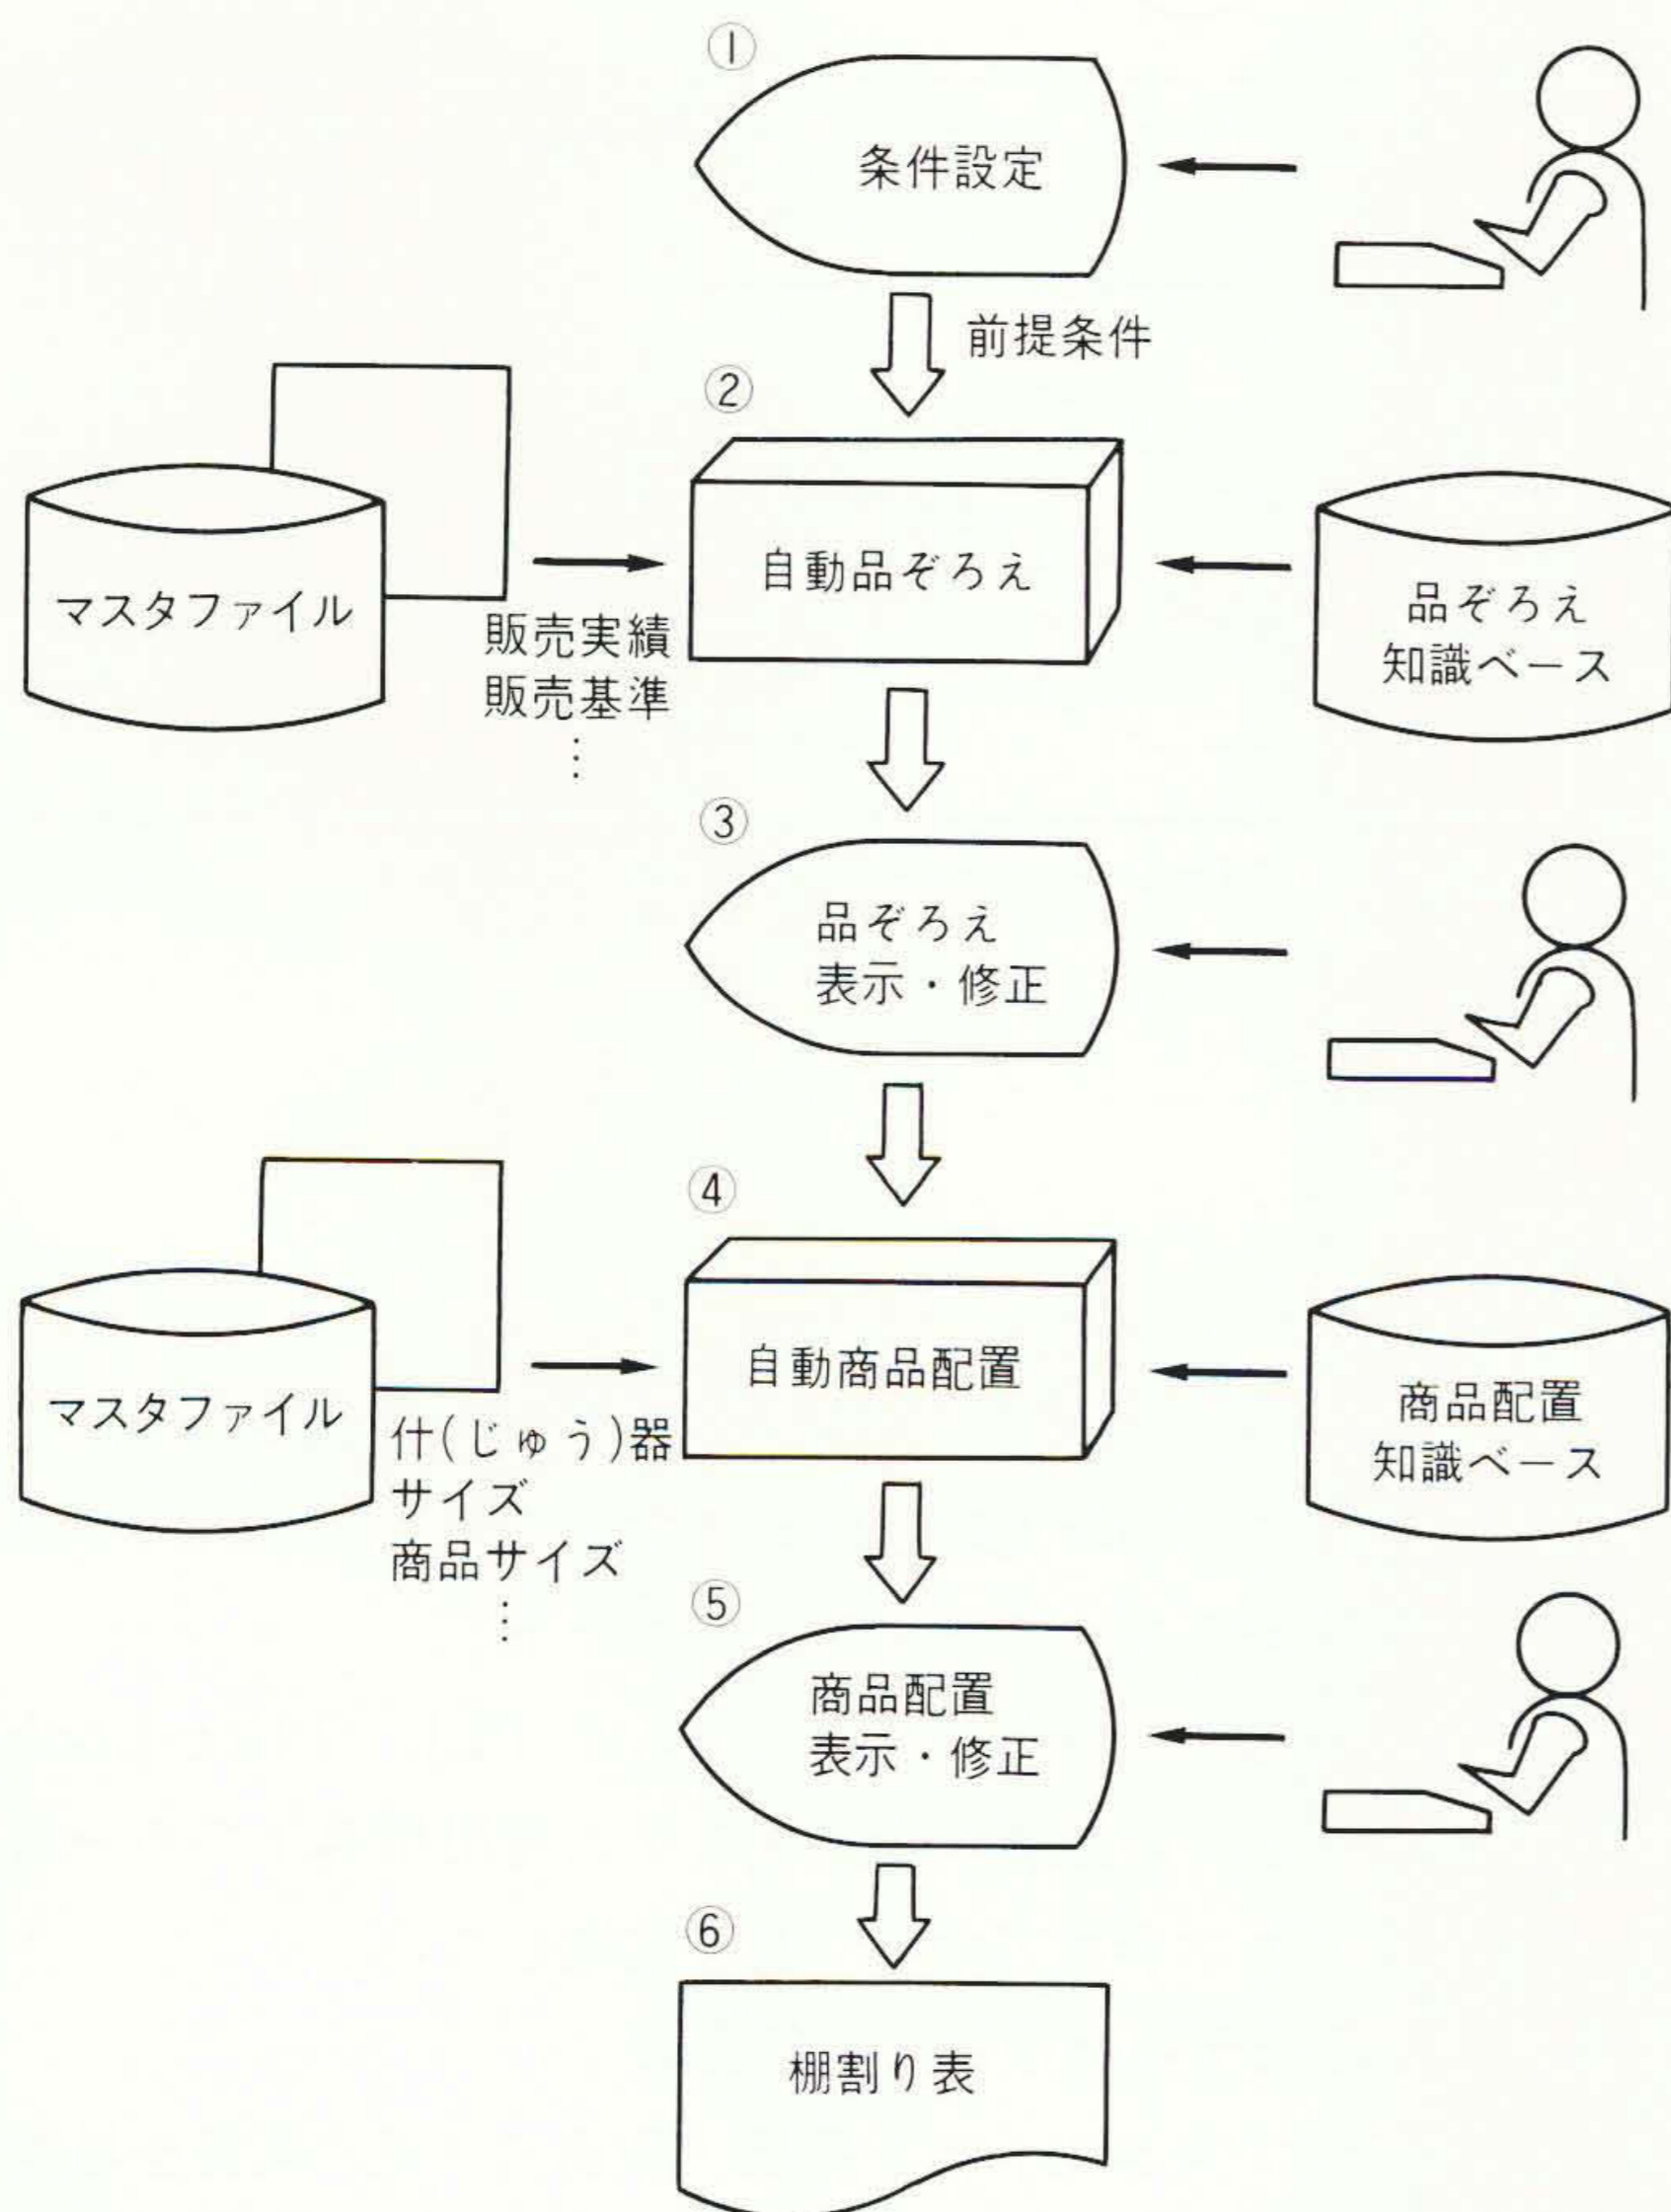 ①
条件設定
前提条件
②
自動品ぞろえ
マスタファイル
販売実績
販売基準
⋮
品ぞろえ
知識ベース
③
品ぞろえ
表示・修正
④
自動商品配置
マスタファイル
什(じゅう)器
サイズ
商品サイズ
⋮
商品配置
知識ベース
⑤
商品配置
表示・修正
⑥
棚割り表